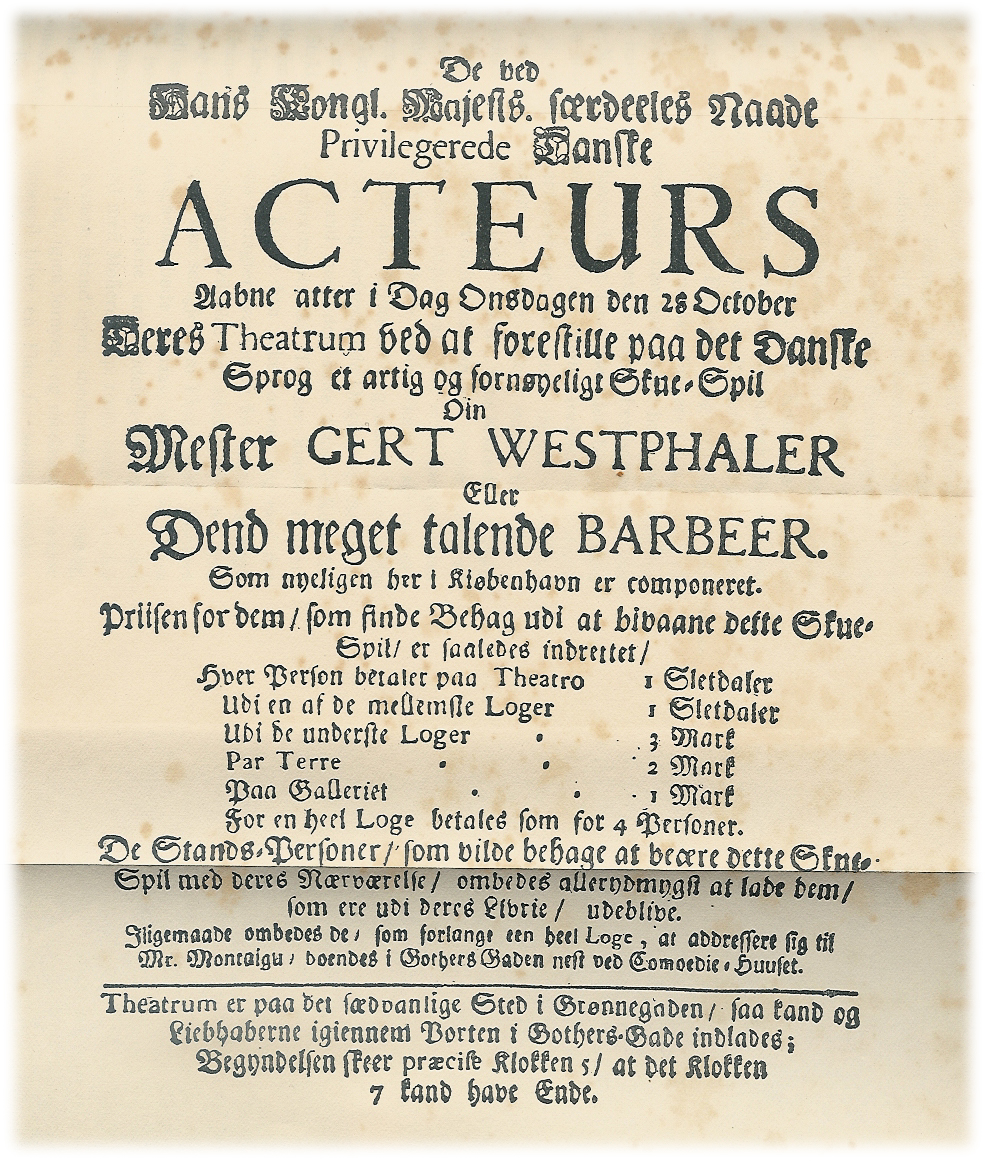 De ved
Hans Kongl. Majests. særdeeles Naade
Privilegerede Danske
ACTEURS
Aabne atter i Dag Onsdagen den 28 October
Deres Theatrum ved at forestille paa det Danske
Sprog et artig og fornøyeligt Skue-Spil
Om
Mester GERT WESTPHALER
Eller
Dend meget talende BARBEER.
Som nyeligen her i Kiøbenhavn er componeret.
Priisen for dem / som finde Behag udi at bivaane dette Skue-
Spil / er saaledes indrettet /
Hver Person betaler paa Theatro 1 Sletdaler
Udi en af de mellemste Loger 1 Sletdaler
Udi de underste Loger . 3 Mark
Par Terre . . 2 Mark
Paa Galleriet . . . 1 Mark
For en heel Loge betales som for 4 Personer.
De Stands-Personer / som vilde behage at beære dette Skue-
Spil med deres Nærværelse / ombedes allerydmygst at lade dem /
som ere udi deres Librie / udeblive.
Iligemaade ombedes de / som forlange een heel Loge, at addressere sig til
Mr. Montaigu / boendes i Gothers Gaden nest ved Comoedie-Huuset.
Theatrum er paa det sædvanlige Sted i Grønnegaden / saa kand og
Liebhaberne igiennem Porten i Gothers-Gade indlades;
Begyndelsen skeer præcise Klokken 5 / at det Klokken
7 kand have Ende.